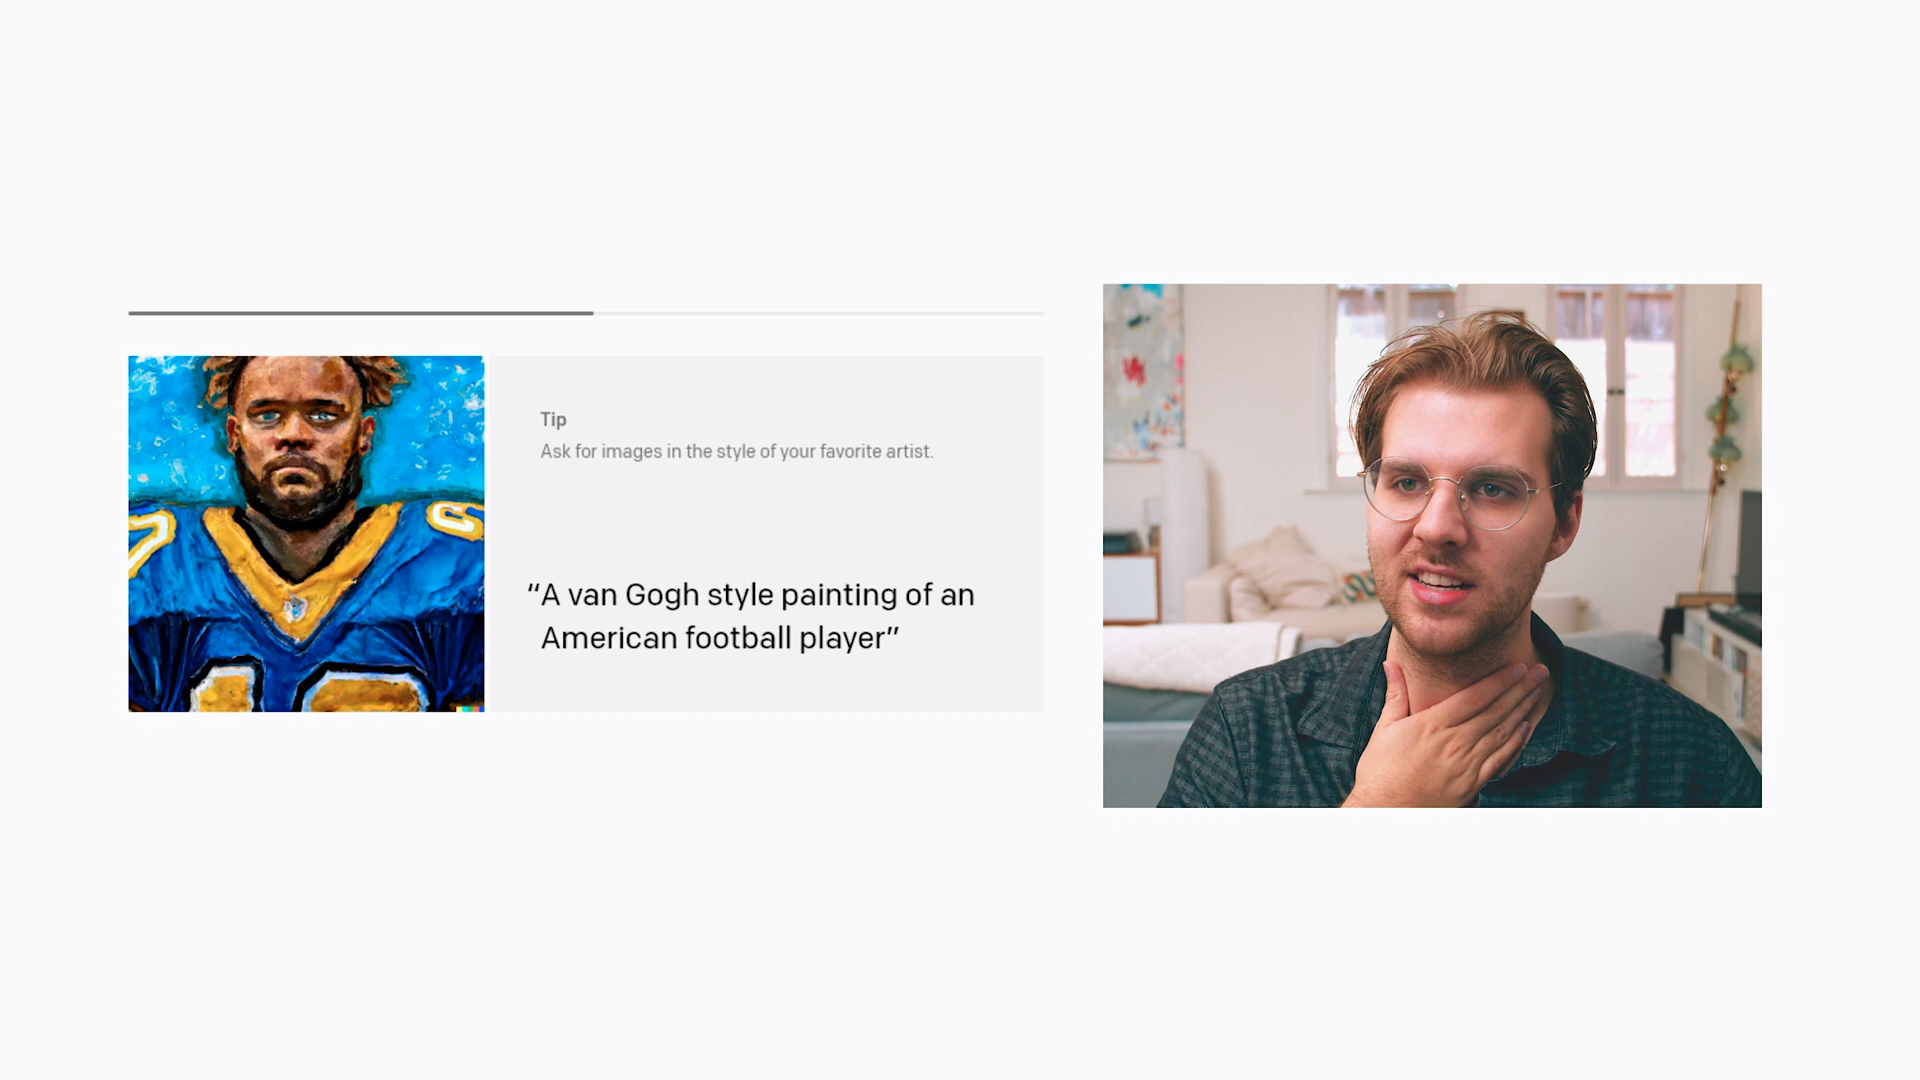 Tip
Ask for images in the style of your favorite artist.
“A van Gogh style painting of an
American football player”